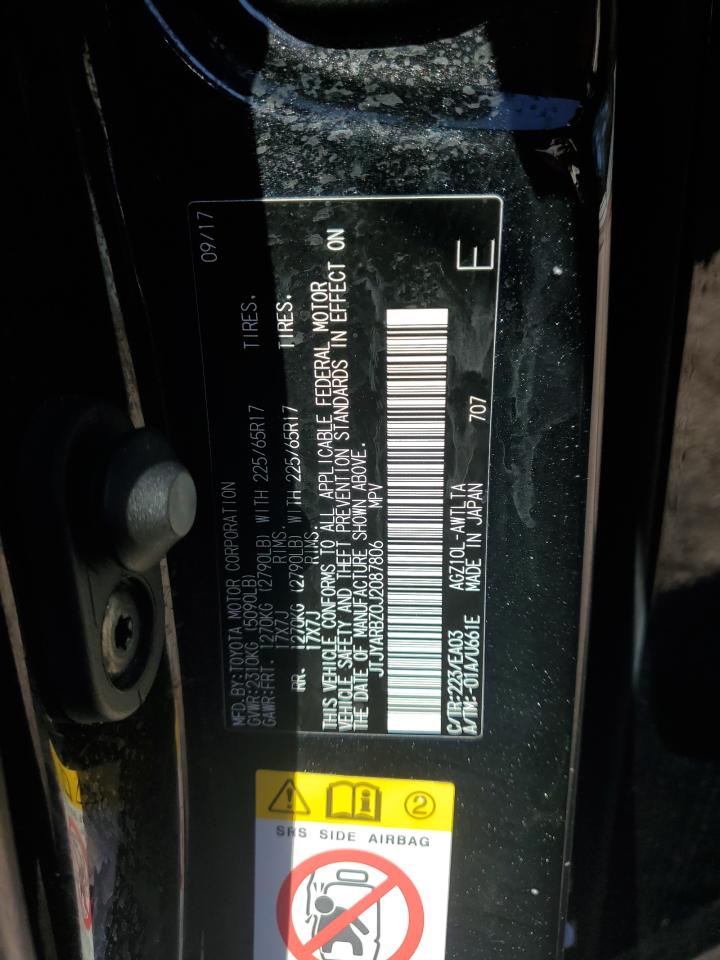 09/17
MFD.BY:TOYOTA MOTOR CORPORATION
GVWR:2310KG (5090LB)
GAWR:FRT. 1270KG (2790LB) WITH 225/65R17 TIRES.
17X7J RIMS
RR. 1270KG (2790LB) WITH 225/65R17 TIRES.
17X7J RIMS.
THIS VEHICLE CONFORMS TO ALL APPLICABLE FEDERAL MOTOR
VEHICLE SAFETY AND THEFT PREVENTION STANDARDS IN EFFECT ON
THE DATE OF MANUFACTURE SHOWN ABOVE.
JTJYARBZ0J2087806 MPV
C/TR:223/EA03 AGZ10L-AWTLTA
A/TM:-01A/U661E MADE IN JAPAN 707 E
2
SRS SIDE AIRBAG